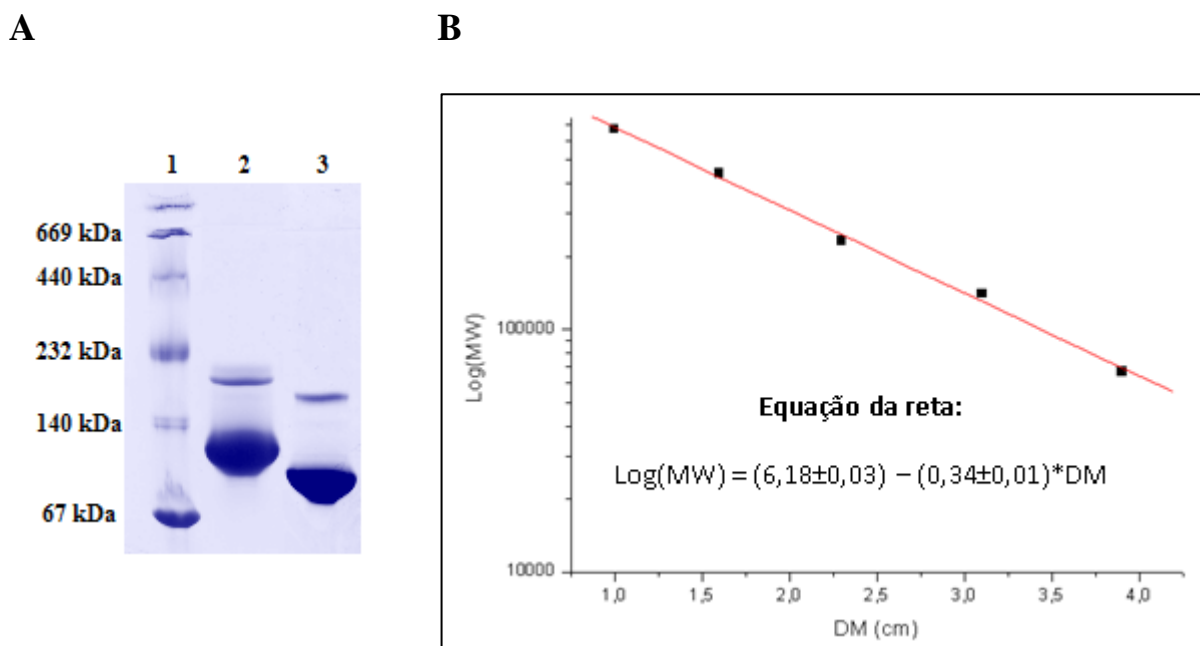 A
B
1 2 3
669 kDa
440 kDa
232 kDa
140 kDa
67 kDa
Log(MW)
100000
10000
Equação da reta:
Log(MW) = (6,18±0,03) – (0,34±0,01)*DM
1,0 1,5 2,0 2,5 3,0 3,5 4,0
DM (cm)